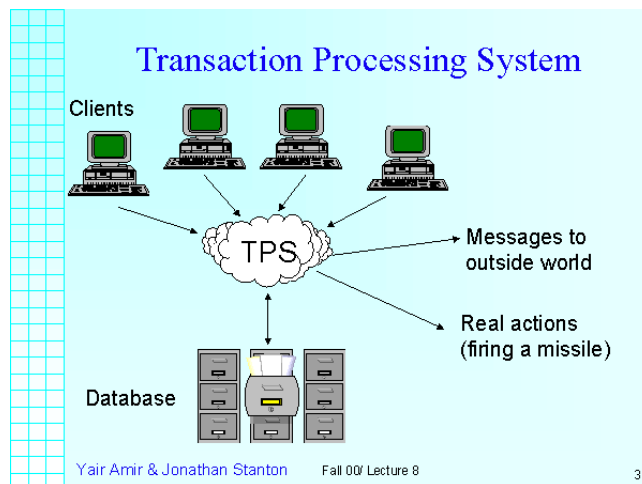 Transaction Processing System
Clients
TPS
Messages to
outside world
Real actions
(firing a missile)
Database
Yair Amir & Jonathan Stanton Fall 00/ Lecture 8 3